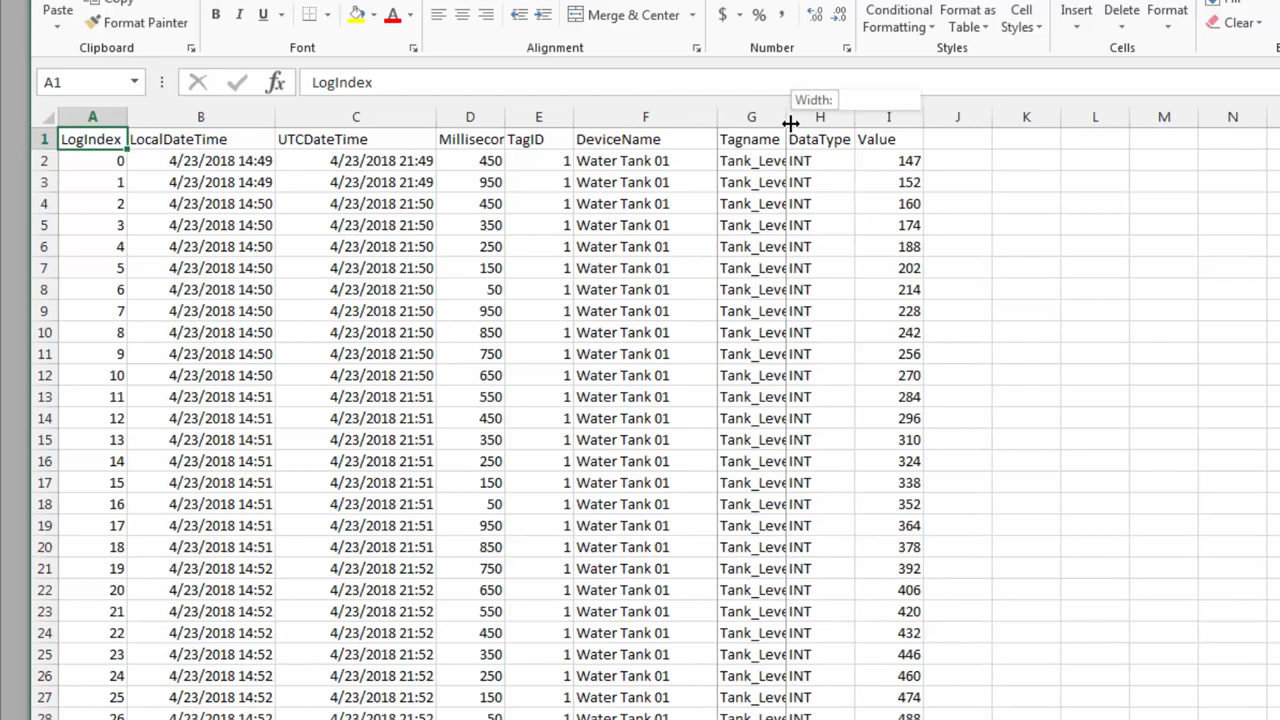 Paste
Copy
Format Painter
B I U A
Merge & Center
$ % ,
Conditional Formatting
Format as Table
Cell Styles
Insert Delete Format
Clear
Clipboard Font Alignment Number Styles Cells
A1 fx LogIndex
Width:
A B C D E F G H I J K L M N
1 LogIndex LocalDateTime UTCDateTime Millisecor TagID DeviceName Tagname DataType Value
2 0 4/23/2018 14:49 4/23/2018 21:49 450 1 Water Tank 01 Tank_Leve INT 147
3 1 4/23/2018 14:49 4/23/2018 21:49 950 1 Water Tank 01 Tank_Leve INT 152
4 2 4/23/2018 14:50 4/23/2018 21:50 450 1 Water Tank 01 Tank_Leve INT 160
5 3 4/23/2018 14:50 4/23/2018 21:50 350 1 Water Tank 01 Tank_Leve INT 174
6 4 4/23/2018 14:50 4/23/2018 21:50 250 1 Water Tank 01 Tank_Leve INT 188
7 5 4/23/2018 14:50 4/23/2018 21:50 150 1 Water Tank 01 Tank_Leve INT 202
8 6 4/23/2018 14:50 4/23/2018 21:50 50 1 Water Tank 01 Tank_Leve INT 214
9 7 4/23/2018 14:50 4/23/2018 21:50 950 1 Water Tank 01 Tank_Leve INT 228
10 8 4/23/2018 14:50 4/23/2018 21:50 850 1 Water Tank 01 Tank_Leve INT 242
11 9 4/23/2018 14:50 4/23/2018 21:50 750 1 Water Tank 01 Tank_Leve INT 256
12 10 4/23/2018 14:50 4/23/2018 21:50 650 1 Water Tank 01 Tank_Leve INT 270
13 11 4/23/2018 14:51 4/23/2018 21:51 550 1 Water Tank 01 Tank_Leve INT 284
14 12 4/23/2018 14:51 4/23/2018 21:51 450 1 Water Tank 01 Tank_Leve INT 296
15 13 4/23/2018 14:51 4/23/2018 21:51 350 1 Water Tank 01 Tank_Leve INT 310
16 14 4/23/2018 14:51 4/23/2018 21:51 250 1 Water Tank 01 Tank_Leve INT 324
17 15 4/23/2018 14:51 4/23/2018 21:51 150 1 Water Tank 01 Tank_Leve INT 338
18 16 4/23/2018 14:51 4/23/2018 21:51 50 1 Water Tank 01 Tank_Leve INT 352
19 17 4/23/2018 14:51 4/23/2018 21:51 950 1 Water Tank 01 Tank_Leve INT 364
20 18 4/23/2018 14:51 4/23/2018 21:51 850 1 Water Tank 01 Tank_Leve INT 378
21 19 4/23/2018 14:52 4/23/2018 21:52 750 1 Water Tank 01 Tank_Leve INT 392
22 20 4/23/2018 14:52 4/23/2018 21:52 650 1 Water Tank 01 Tank_Leve INT 406
23 21 4/23/2018 14:52 4/23/2018 21:52 550 1 Water Tank 01 Tank_Leve INT 420
24 22 4/23/2018 14:52 4/23/2018 21:52 450 1 Water Tank 01 Tank_Leve INT 432
25 23 4/23/2018 14:52 4/23/2018 21:52 350 1 Water Tank 01 Tank_Leve INT 446
26 24 4/23/2018 14:52 4/23/2018 21:52 250 1 Water Tank 01 Tank_Leve INT 460
27 25 4/23/2018 14:52 4/23/2018 21:52 150 1 Water Tank 01 Tank_Leve INT 474
28 26 4/23/2018 14:52 4/23/2018 21:52 50 1 Water Tank 01 Tank_Leve INT 488